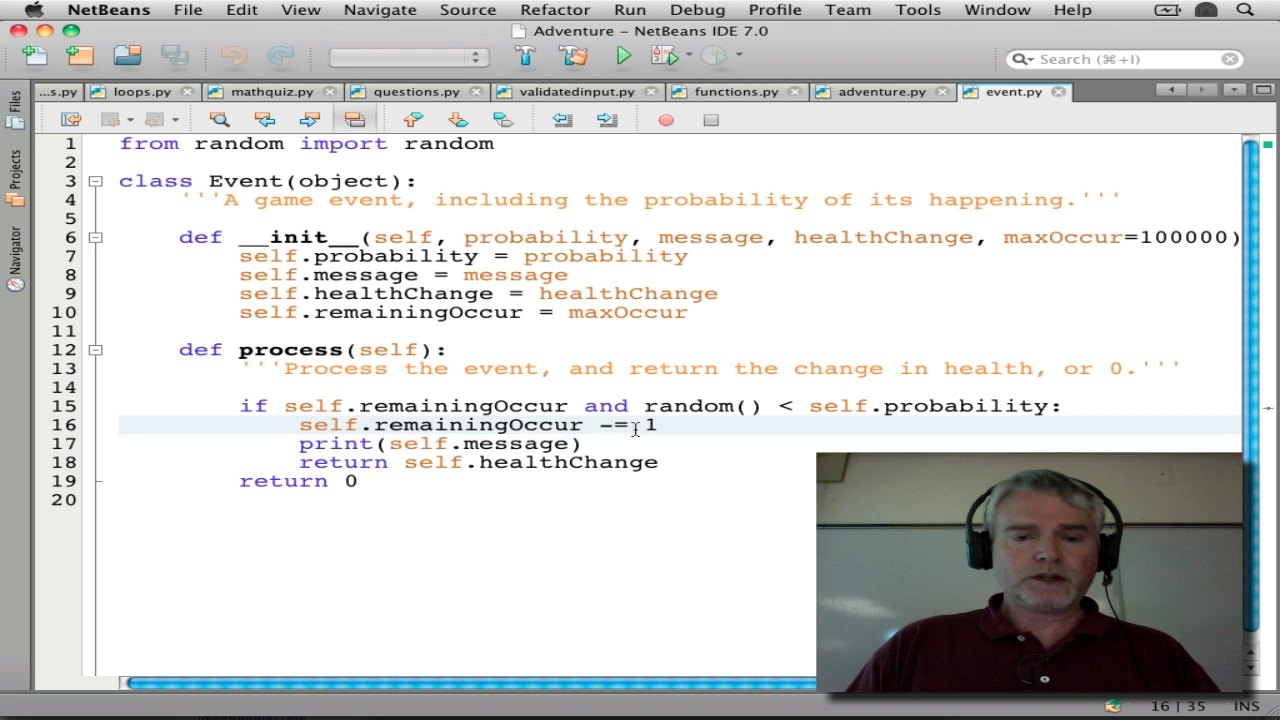 NetBeans File Edit View Navigate Source Refactor Run Debug Profile Team Tools Window Help
Adventure – NetBeans IDE 7.0
Search (⌘+I)
...s.py loops.py mathquiz.py questions.py validatedinput.py functions.py adventure.py event.py
Files
Projects
Navigator
1 from random import random
2
3 class Event(object):
4 '''A game event, including the probability of its happening.'''
5
6 def __init__(self, probability, message, healthChange, maxOccur=100000)
7 self.probability = probability
8 self.message = message
9 self.healthChange = healthChange
10 self.remainingOccur = maxOccur
11
12 def process(self):
13 '''Process the event, and return the change in health, or 0.'''
14
15 if self.remainingOccur and random() < self.probability:
16 self.remainingOccur -= 1
17 print(self.message)
18 return self.healthChange
19 return 0
20
16 | 35 INS